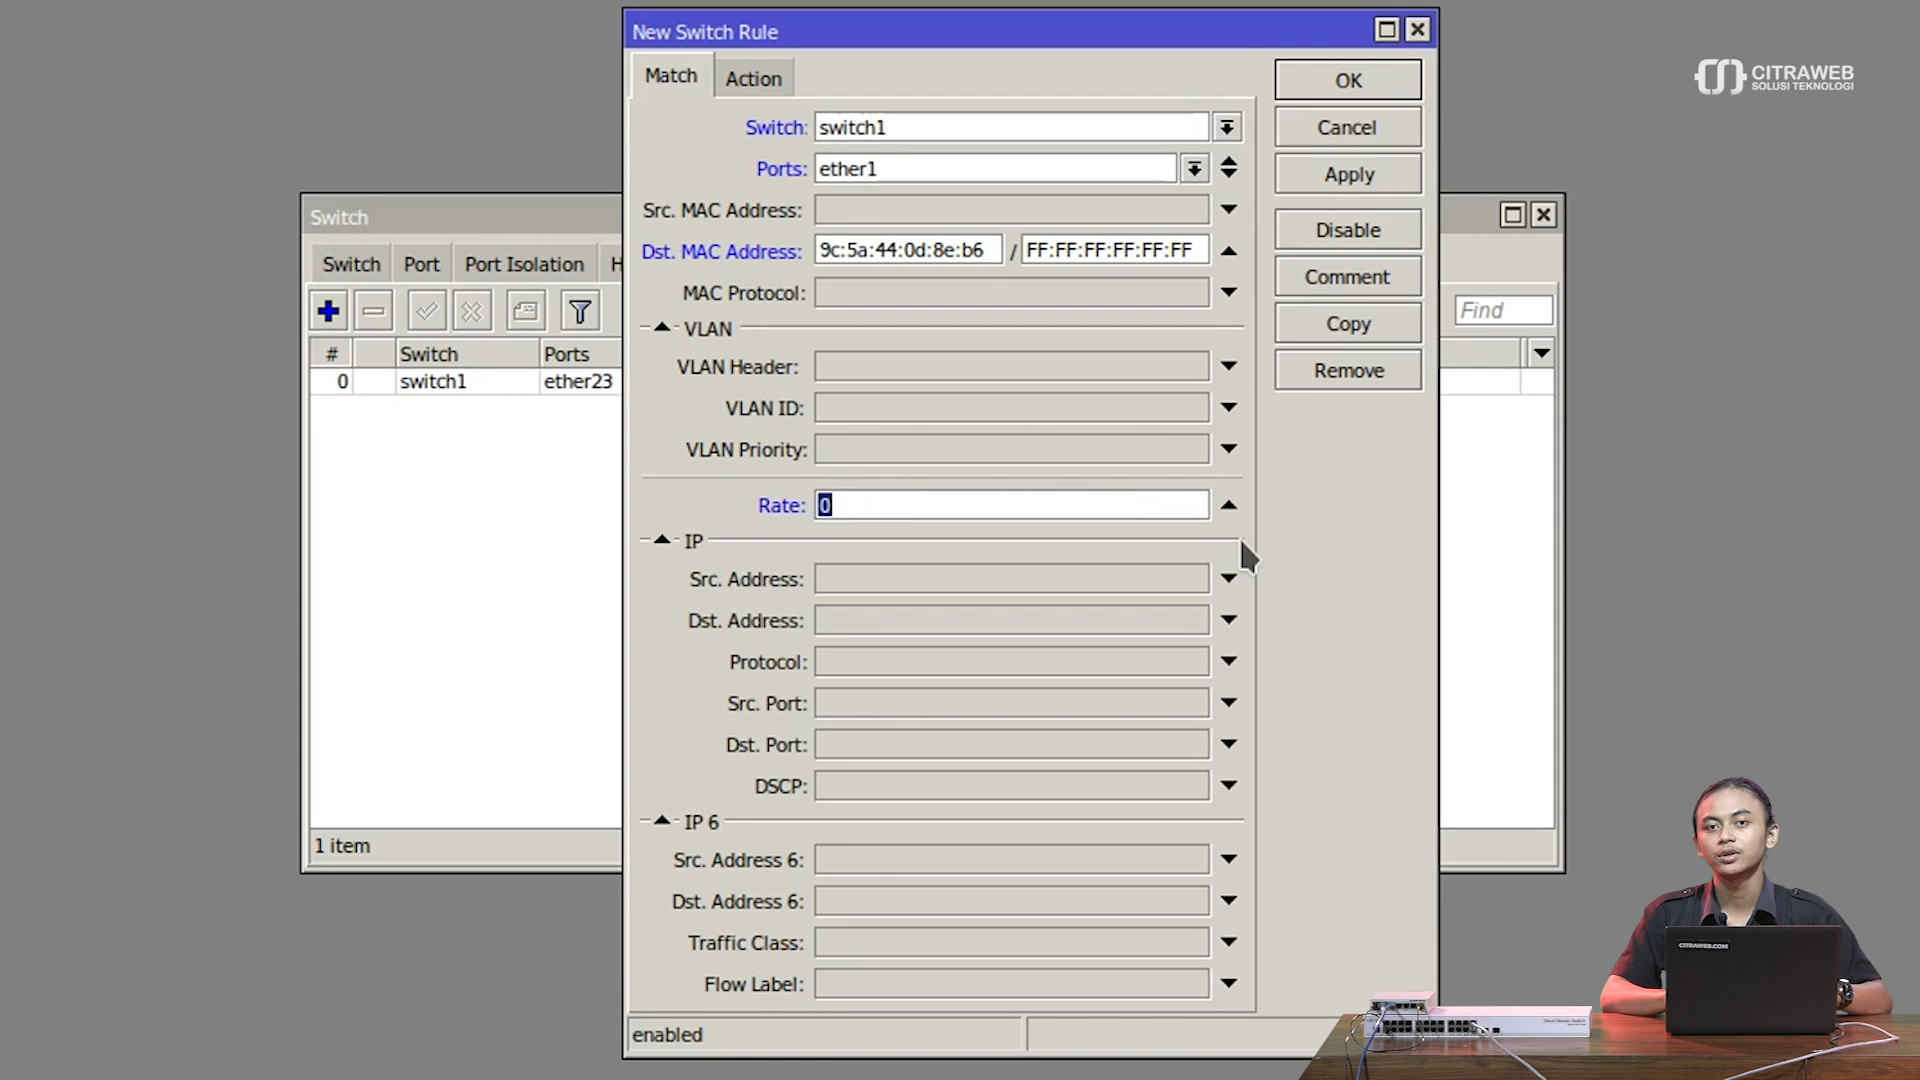 New Switch Rule
Match
Action
Switch: switch1
Ports: ether1
Src. MAC Address:
Dst. MAC Address: 9c:5a:44:0d:8e:b6 / FF:FF:FF:FF:FF:FF
MAC Protocol:
VLAN
VLAN Header:
VLAN ID:
VLAN Priority:
Rate: 0
IP
Src. Address:
Dst. Address:
Protocol:
Src. Port:
Dst. Port:
DSCP:
IP 6
Src. Address 6:
Dst. Address 6:
Traffic Class:
Flow Label:
enabled
OK
Cancel
Apply
Disable
Comment
Copy
Remove
Switch
Switch Port Port Isolation H
Find
# Switch Ports
0 switch1 ether23
1 item
CITRAWEB
SOLUSI TEKNOLOGI
CITRAWEB.COM